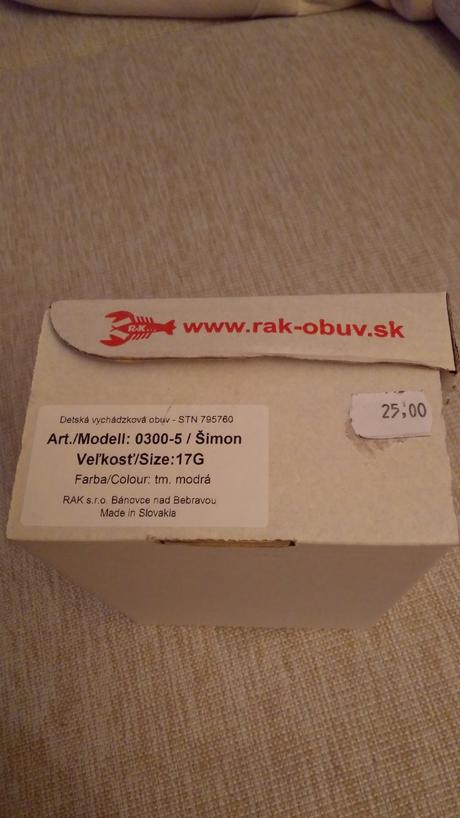 R-K
www.rak-obuv.sk
25,00
Detská vychádzková obuv - STN 795760
Art./Modell: 0300-5 / Šimon
Veľkosť/Size:17G
Farba/Colour: tm. modrá
RAK s.r.o. Bánovce nad Bebravou
Made in Slovakia